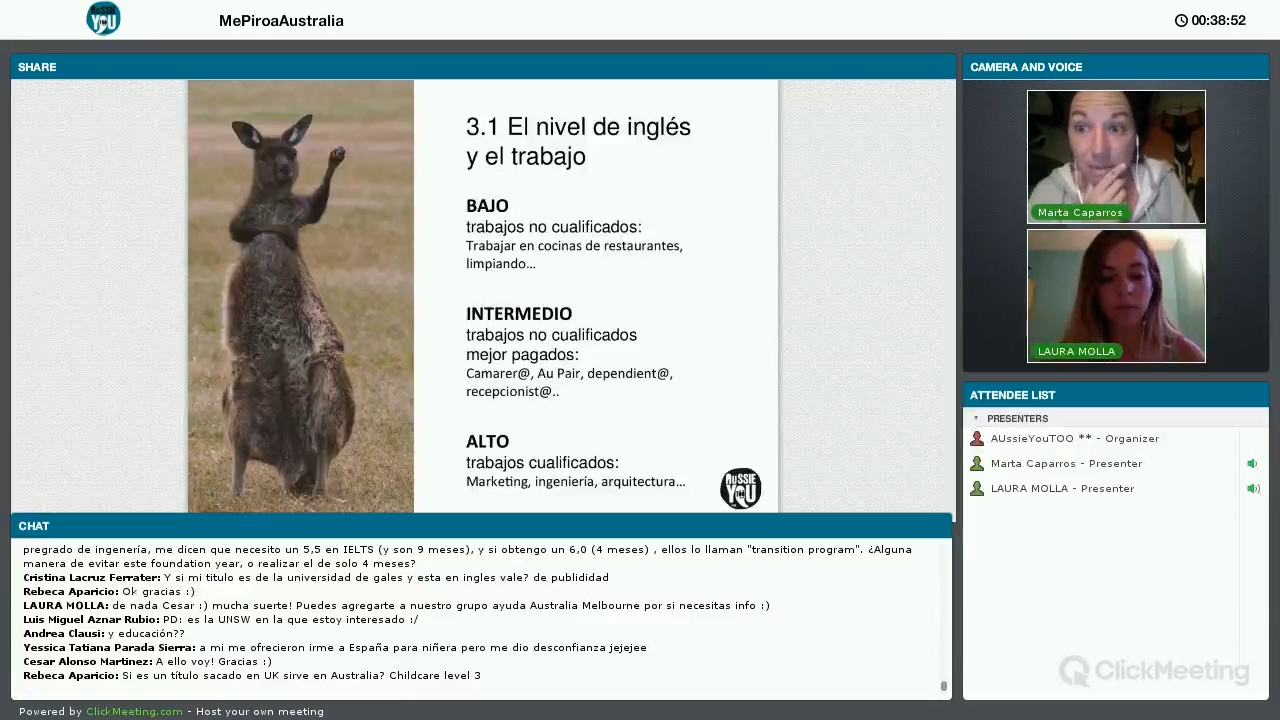 AUSSIE
YOU
TOO
MePiroaAustralia
00:38:52
SHARE
CAMERA AND VOICE
3.1 El nivel de inglés
y el trabajo
BAJO
trabajos no cualificados:
Trabajar en cocinas de restaurantes,
limpiando...
INTERMEDIO
trabajos no cualificados
mejor pagados:
Camarer@, Au Pair, dependient@,
recepcionist@..
ALTO
trabajos cualificados:
Marketing, ingeniería, arquitectura...
AUSSIE
YOU
TOO
Marta Caparros
LAURA MOLLA
ATTENDEE LIST
PRESENTERS
AUssieYouTOO ** - Organizer
Marta Caparros - Presenter
LAURA MOLLA - Presenter
CHAT
pregrado de ingenería, me dicen que necesito un 5,5 en IELTS (y son 9 meses), y si obtengo un 6,0 (4 meses) , ellos lo llaman "transition program". ¿Alguna
manera de evitar este foundation year, o realizar el de solo 4 meses?
Cristina Lacruz Ferrater: Y si mi titulo es de la universidad de gales y esta en ingles vale? de publididad
Rebeca Aparicio: Ok gracias :)
LAURA MOLLA: de nada Cesar :) mucha suerte! Puedes agregarte a nuestro grupo ayuda Australia Melbourne por si necesitas info :)
Luis Miguel Aznar Rubio: PD: es la UNSW en la que estoy interesado :/
Andrea Clausi: y educación??
Yessica Tatiana Parada Sierra: a mi me ofrecieron irme a España para niñera pero me dio desconfianza jejejee
Cesar Alonso Martinez: A ello voy! Gracias :)
Rebeca Aparicio: Si es un título sacado en UK sirve en Australia? Childcare level 3
ClickMeeting
Powered by ClickMeeting.com - Host your own meeting